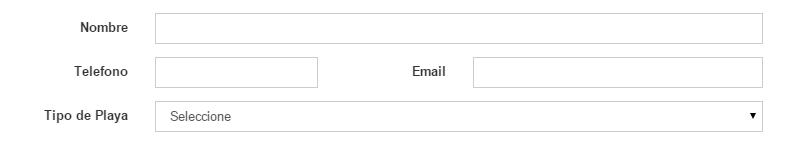 Nombre
Telefono Email
Tipo de Playa Seleccione